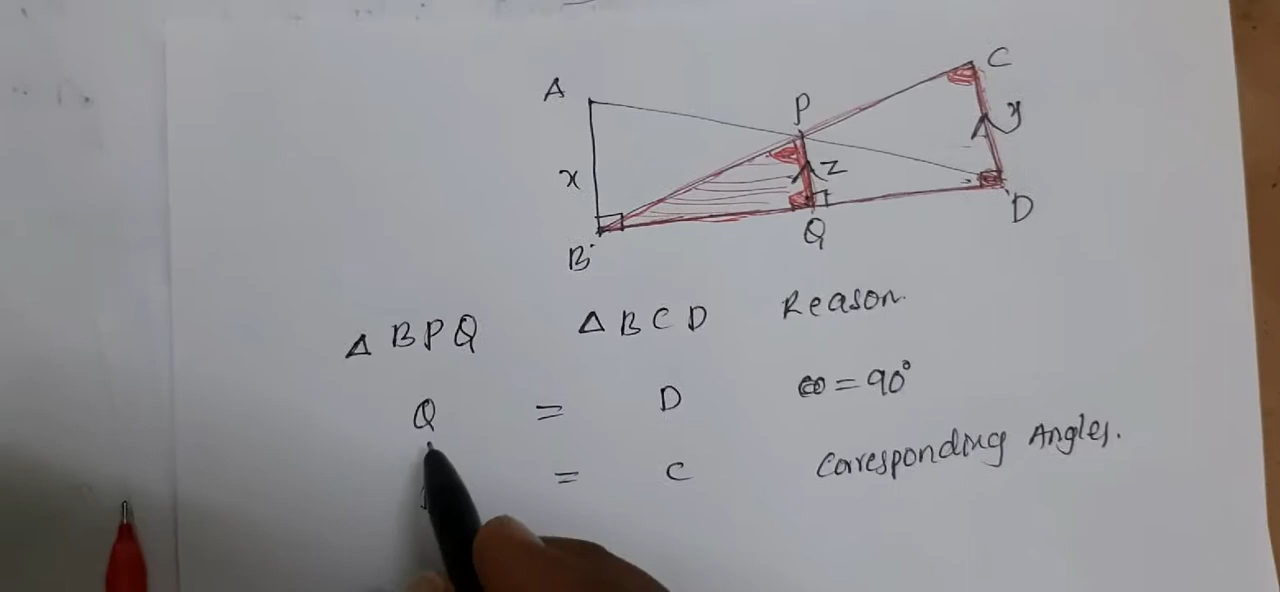 A
P
C
x
z
y
B
Q
D
Δ BPQ Δ BCD Reason.
Q = D = 90°
= C Corresponding Angles.